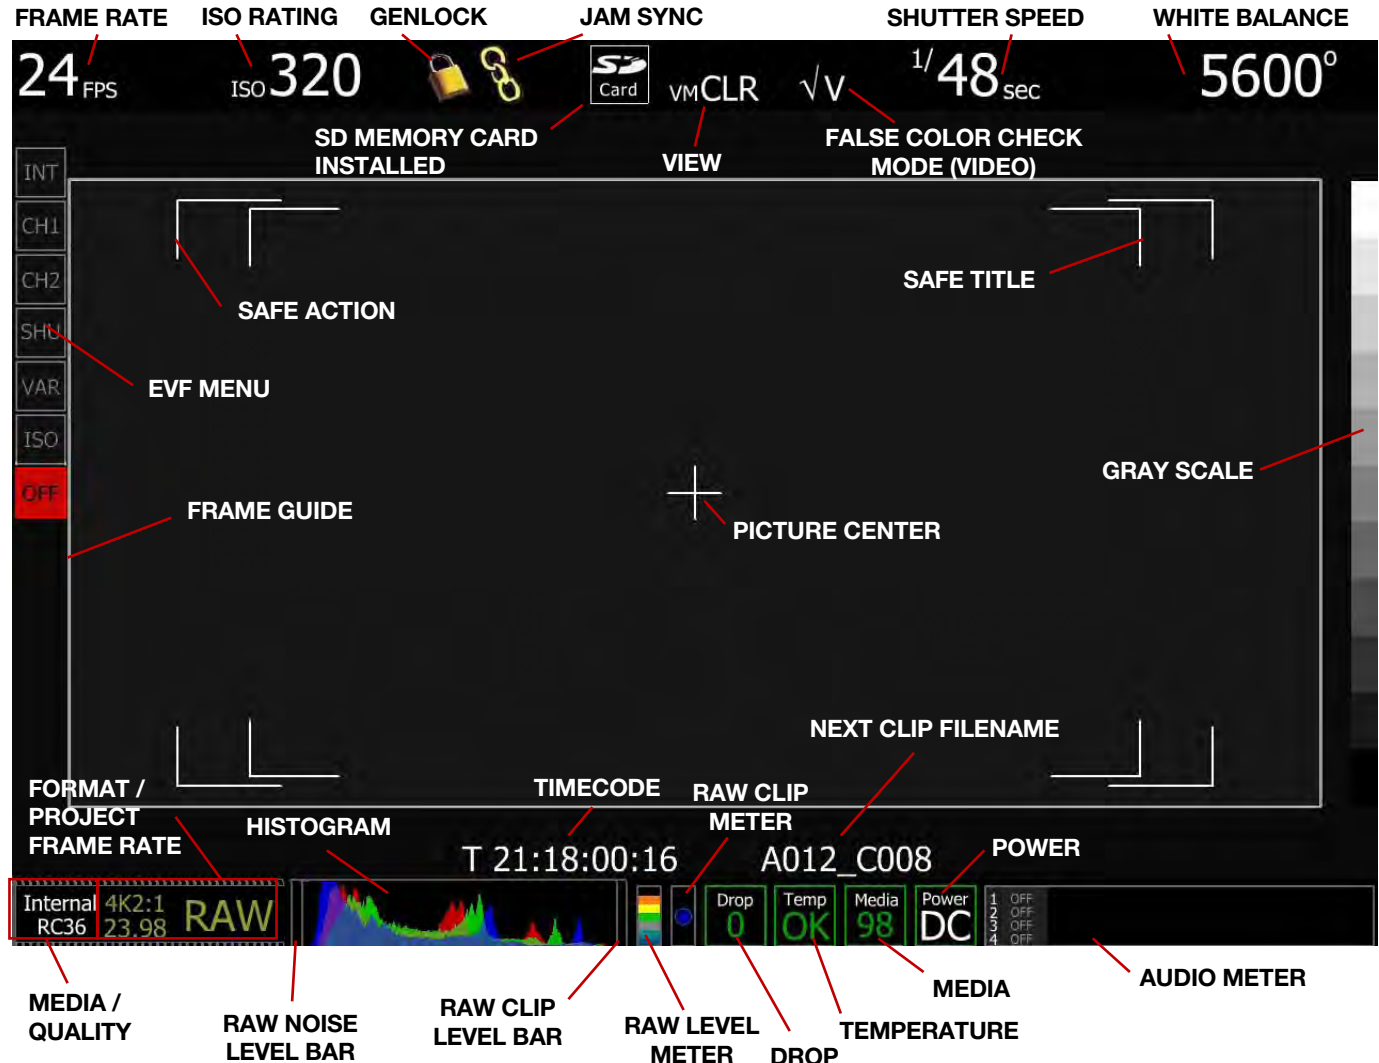 FRAME RATE ISO RATING GENLOCK JAM SYNC SHUTTER SPEED WHITE BALANCE
24 FPS ISO 320 SD Card VM CLR √V 1/48 sec 5600°
SD MEMORY CARD
INSTALLED
VIEW
FALSE COLOR CHECK
MODE (VIDEO)
INT
CH1
CH2
SHU
VAR
ISO
OFF
SAFE ACTION
SAFE TITLE
EVF MENU
GRAY SCALE
FRAME GUIDE
PICTURE CENTER
NEXT CLIP FILENAME
FORMAT /
PROJECT
FRAME RATE
HISTOGRAM
TIMECODE
RAW CLIP
METER
POWER
T 21:18:00:16 A012_C008
Internal 4K2:1 RAW
RC36 23.98
Drop
0
Temp
OK
Media
98
Power
DC
1 OFF
2 OFF
3 OFF
4 OFF
MEDIA /
QUALITY
RAW NOISE
LEVEL BAR
RAW CLIP
LEVEL BAR
RAW LEVEL
METER
DROP
TEMPERATURE
MEDIA
AUDIO METER